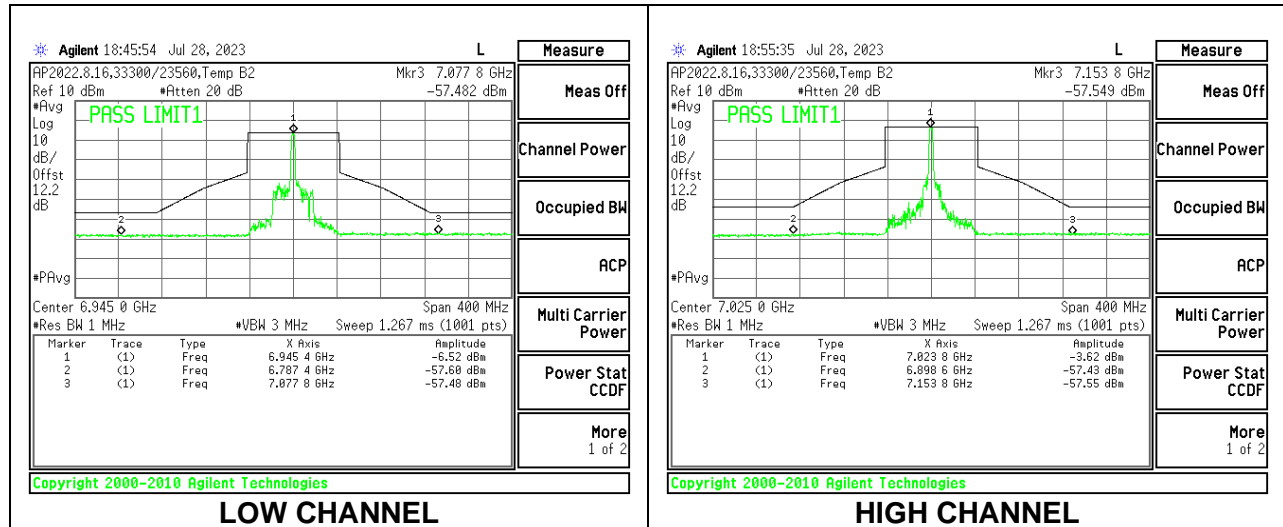 Agilent 18:45:54 Jul 28, 2023 L
Measure
AP2022.8.16,33300/23560,Temp B2 Mkr3 7.077 8 GHz
Ref 10 dBm #Atten 20 dB -57.482 dBm
Meas Off
#Avg
Log
10
dB/
Offst
12.2
dB
PASS LIMIT1
1
2
3
#PAvg
Channel Power
Occupied BW
ACP
Center 6.945 0 GHz Span 400 MHz
#Res BW 1 MHz #VBW 3 MHz Sweep 1.267 ms (1001 pts)
Multi Carrier
Power
Marker Trace Type X Axis Amplitude
1 (1) Freq 6.945 4 GHz -6.52 dBm
2 (1) Freq 6.787 4 GHz -57.60 dBm
3 (1) Freq 7.077 8 GHz -57.48 dBm
Power Stat
CCDF
More
1 of 2
Copyright 2000-2010 Agilent Technologies
LOW CHANNEL
Agilent 18:55:35 Jul 28, 2023 L
Measure
AP2022.8.16,33300/23560,Temp B2 Mkr3 7.153 8 GHz
Ref 10 dBm #Atten 20 dB -57.549 dBm
Meas Off
#Avg
Log
10
dB/
Offst
12.2
dB
PASS LIMIT1
1
2
3
#PAvg
Channel Power
Occupied BW
ACP
Center 7.025 0 GHz Span 400 MHz
#Res BW 1 MHz #VBW 3 MHz Sweep 1.267 ms (1001 pts)
Multi Carrier
Power
Marker Trace Type X Axis Amplitude
1 (1) Freq 7.023 8 GHz -3.62 dBm
2 (1) Freq 6.898 6 GHz -57.43 dBm
3 (1) Freq 7.153 8 GHz -57.55 dBm
Power Stat
CCDF
More
1 of 2
Copyright 2000-2010 Agilent Technologies
HIGH CHANNEL